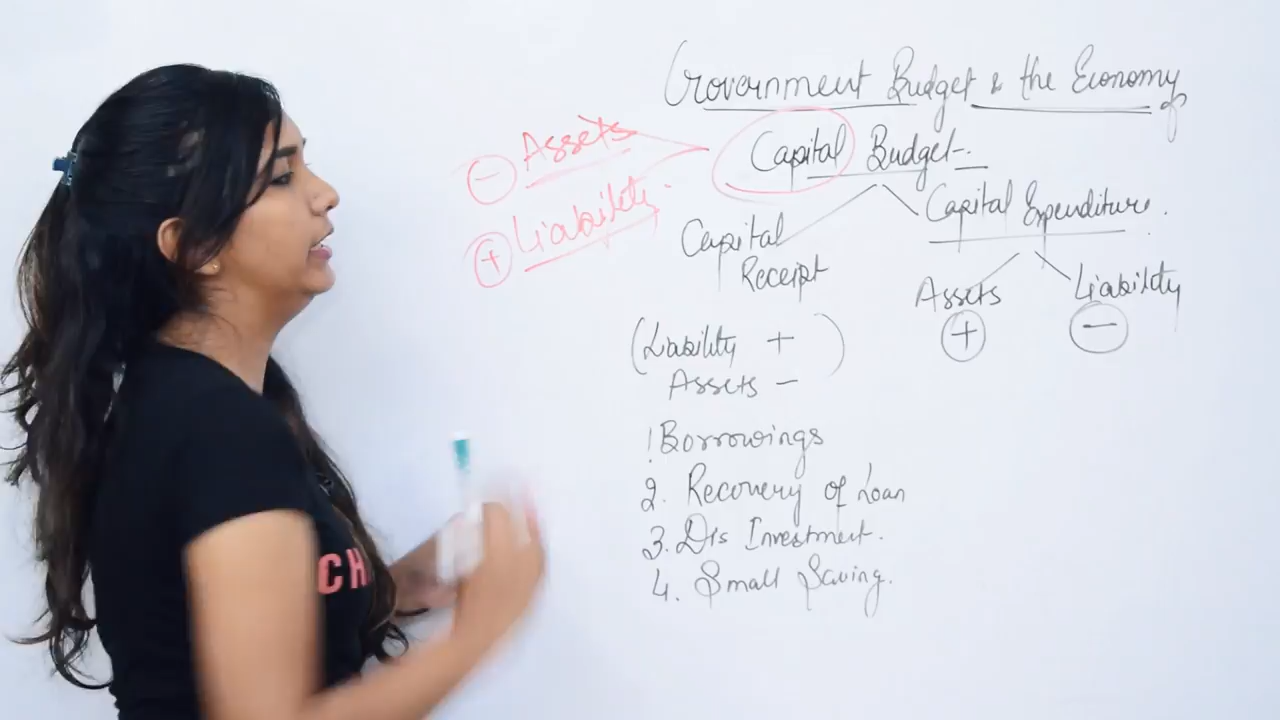 Government Budget & the Economy
Capital Budget
- Assets
+ Liability
Capital Receipt
Capital Expenditure.
Assets +
Liability -
(Liability +
Assets - )
1 Borrowings
2. Recovery of Loan
3. Dis Investment.
4. Small Saving.
CH